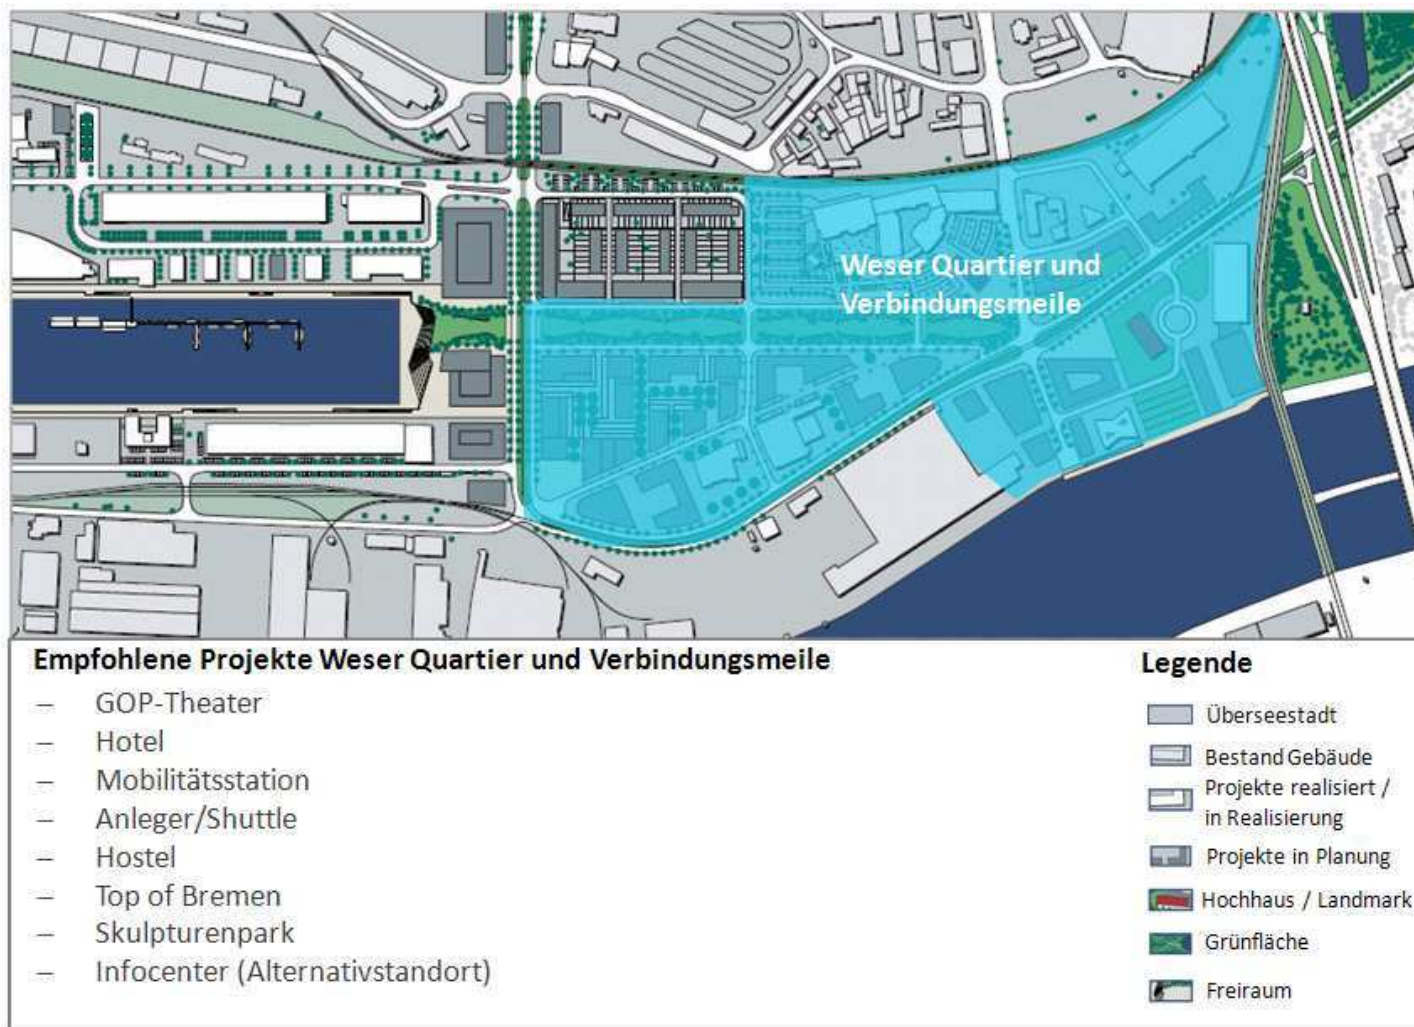 Weser Quartier und
Verbindungsmeile
Empfohlene Projekte Weser Quartier und Verbindungsmeile
– GOP-Theater
– Hotel
– Mobilitätsstation
– Anleger/Shuttle
– Hostel
– Top of Bremen
– Skulpturenpark
– Infocenter (Alternativstandort)
Legende
Überseestadt
Bestand Gebäude
Projekte realisiert /
in Realisierung
Projekte in Planung
Hochhaus / Landmark
Grünfläche
Freiraum